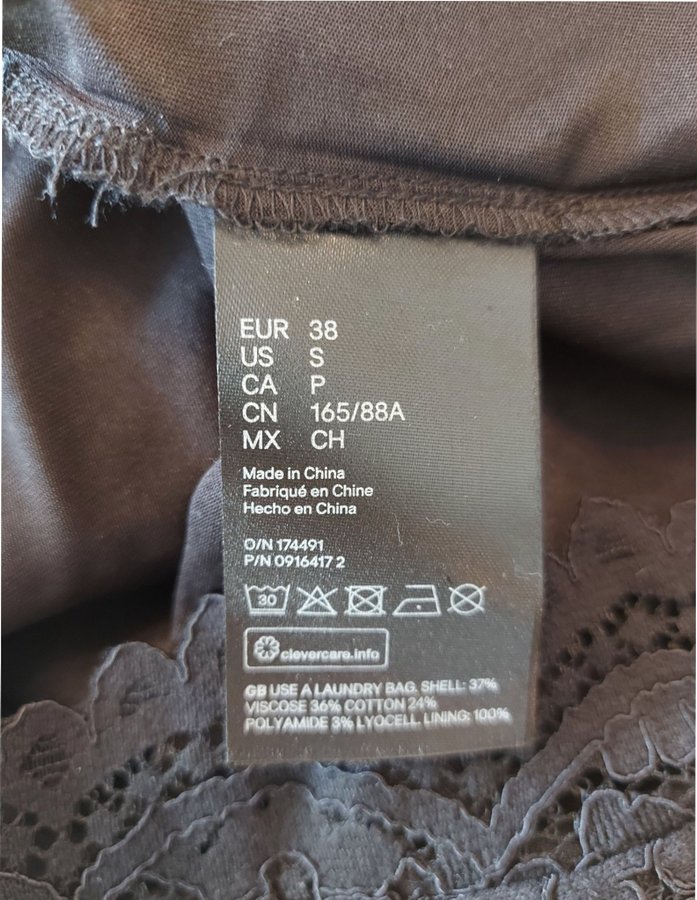 EUR 38
US S
CA P
CN 165/88A
MX CH
Made in China
Fabriqué en Chine
Hecho en China
O/N 174491
P/N 0916417 2
30
clevercare.info
GB USE A LAUNDRY BAG. SHELL: 37%
VISCOSE 36% COTTON 24%
POLYAMIDE 3% LYOCELL. LINING: 100%